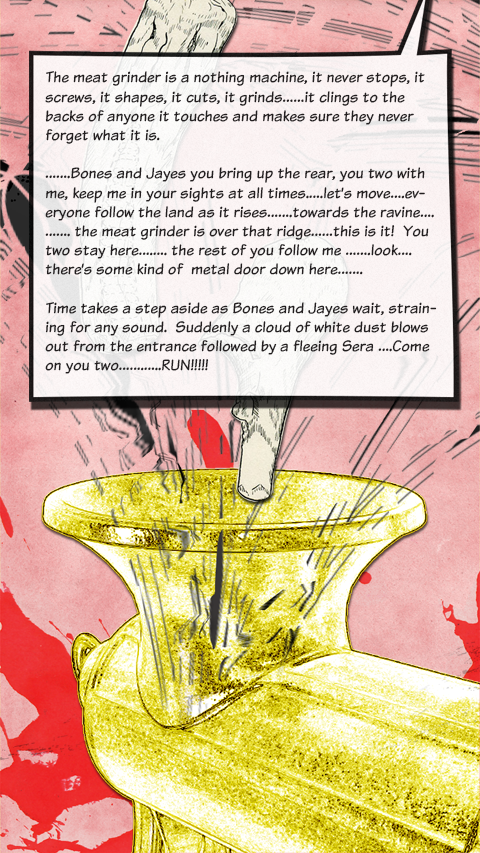 The meat grinder is a nothing machine, it never stops, it
screws, it shapes, it cuts, it grinds......it clings to the
backs of anyone it touches and makes sure they never
forget what it is.
.......Bones and Jayes you bring up the rear, you two with
me, keep me in your sights at all times.....let's move....ev-
eryone follow the land as it rises.......towards the ravine....
....... the meat grinder is over that ridge......this is it!  You
two stay here........ the rest of you follow me .......look....
there's some kind of  metal door down here.......
Time takes a step aside as Bones and Jayes wait, strain-
ing for any sound.  Suddenly a cloud of white dust blows
out from the entrance followed by a fleeing Sera ....Come
on you two............RUN!!!!!